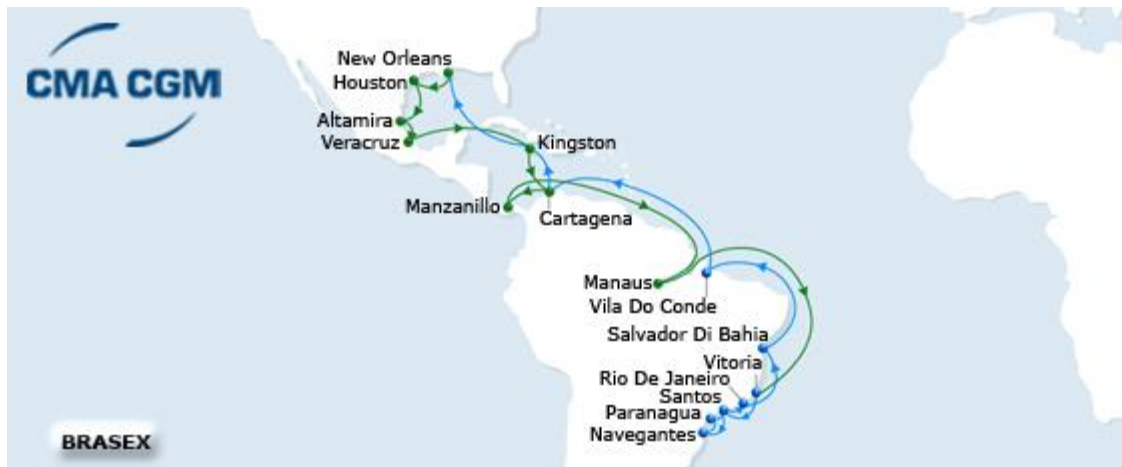 CMA CGM
New Orleans
Houston
Altamira
Veracruz
Kingston
Manzanillo
Cartagena
Manaus
Vila Do Conde
Salvador Di Bahia
Vitoria
Rio De Janeiro
Santos
Paranagua
Navegantes
BRASEX